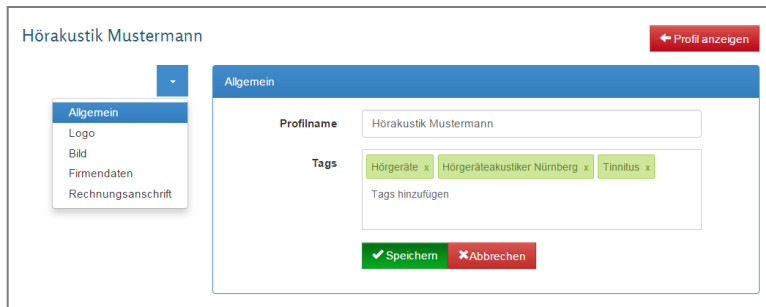 Hörakustik Mustermann
Profil anzeigen
Allgemein
Logo
Bild
Firmendaten
Rechnungsanschrift
Allgemein
Profilname Hörakustik Mustermann
Tags Hörgeräte x Hörgeräteakustiker Nürnberg x Tinnitus x
Tags hinzufügen
Speichern Abbrechen